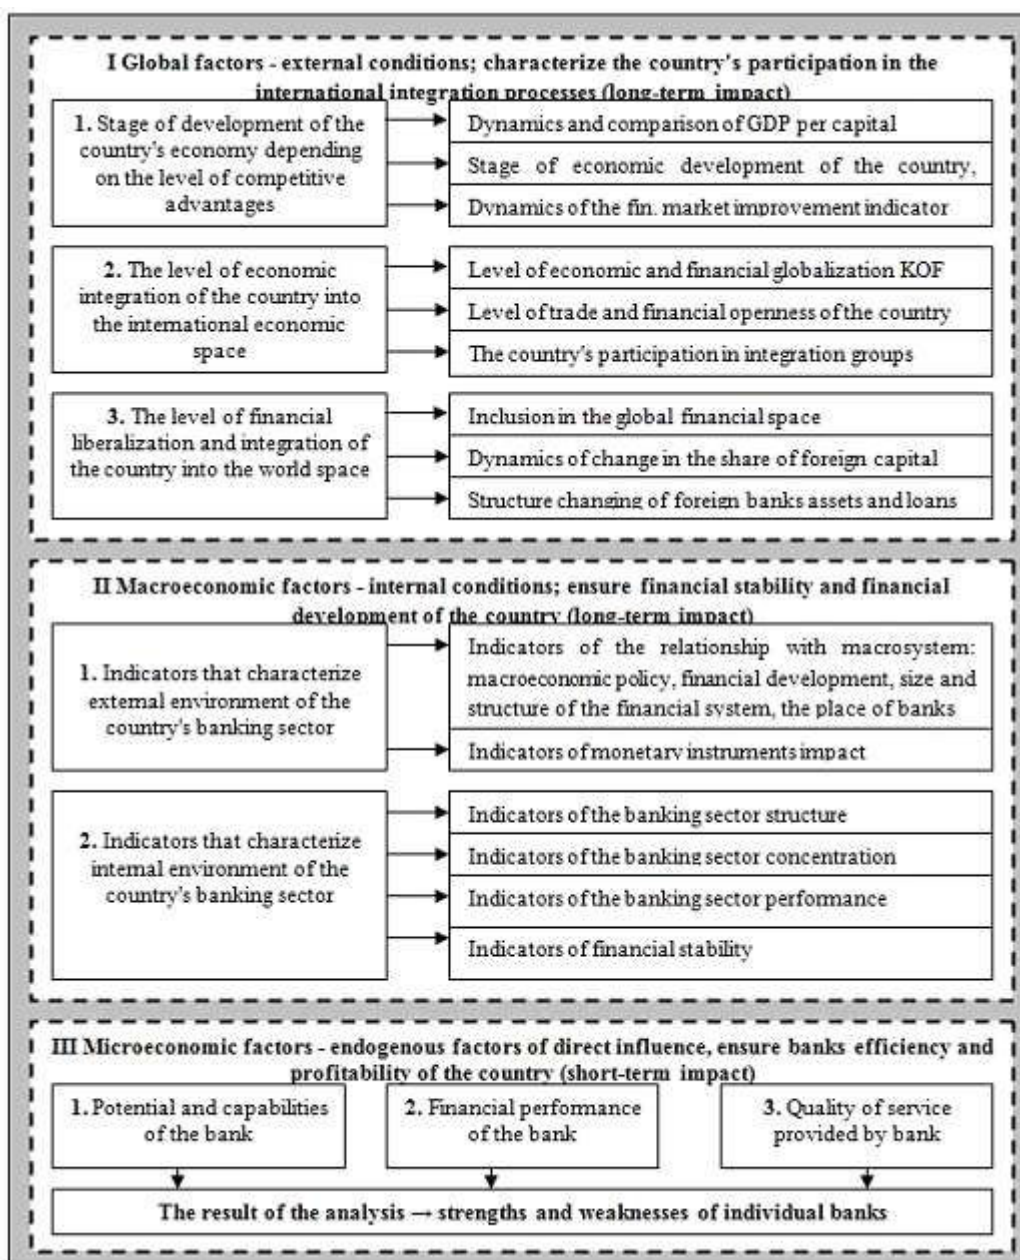 I Global factors - external conditions; characterize the country's participation in the
international integration processes (long-term impact)
1. Stage of development of the
country's economy depending
on the level of competitive
advantages
Dynamics and comparison of GDP per capital
Stage of economic development of the country,
Dynamics of the fin. market improvement indicator
2. The level of economic
integration of the country into
the international economic
space
Level of economic and financial globalization KOF
Level of trade and financial openness of the country
The country's participation in integration groups
3. The level of financial
liberalization and integration of
the country into the world space
Inclusion in the global financial space
Dynamics of change in the share of foreign capital
Structure changing of foreign banks assets and loans
II Macroeconomic factors - internal conditions; ensure financial stability and financial
development of the country (long-term impact)
1. Indicators that characterize
external environment of the
country's banking sector
Indicators of the relationship with macrosystem:
macroeconomic policy, financial development, size and
structure of the financial system, the place of banks
Indicators of monetary instruments impact
2. Indicators that characterize
internal environment of the
country's banking sector
Indicators of the banking sector structure
Indicators of the banking sector concentration
Indicators of the banking sector performance
Indicators of financial stability
III Microeconomic factors - endogenous factors of direct influence, ensure banks efficiency and
profitability of the country (short-term impact)
1. Potential and capabilities
of the bank
2. Financial performance
of the bank
3. Quality of service
provided by bank
The result of the analysis → strengths and weaknesses of individual banks